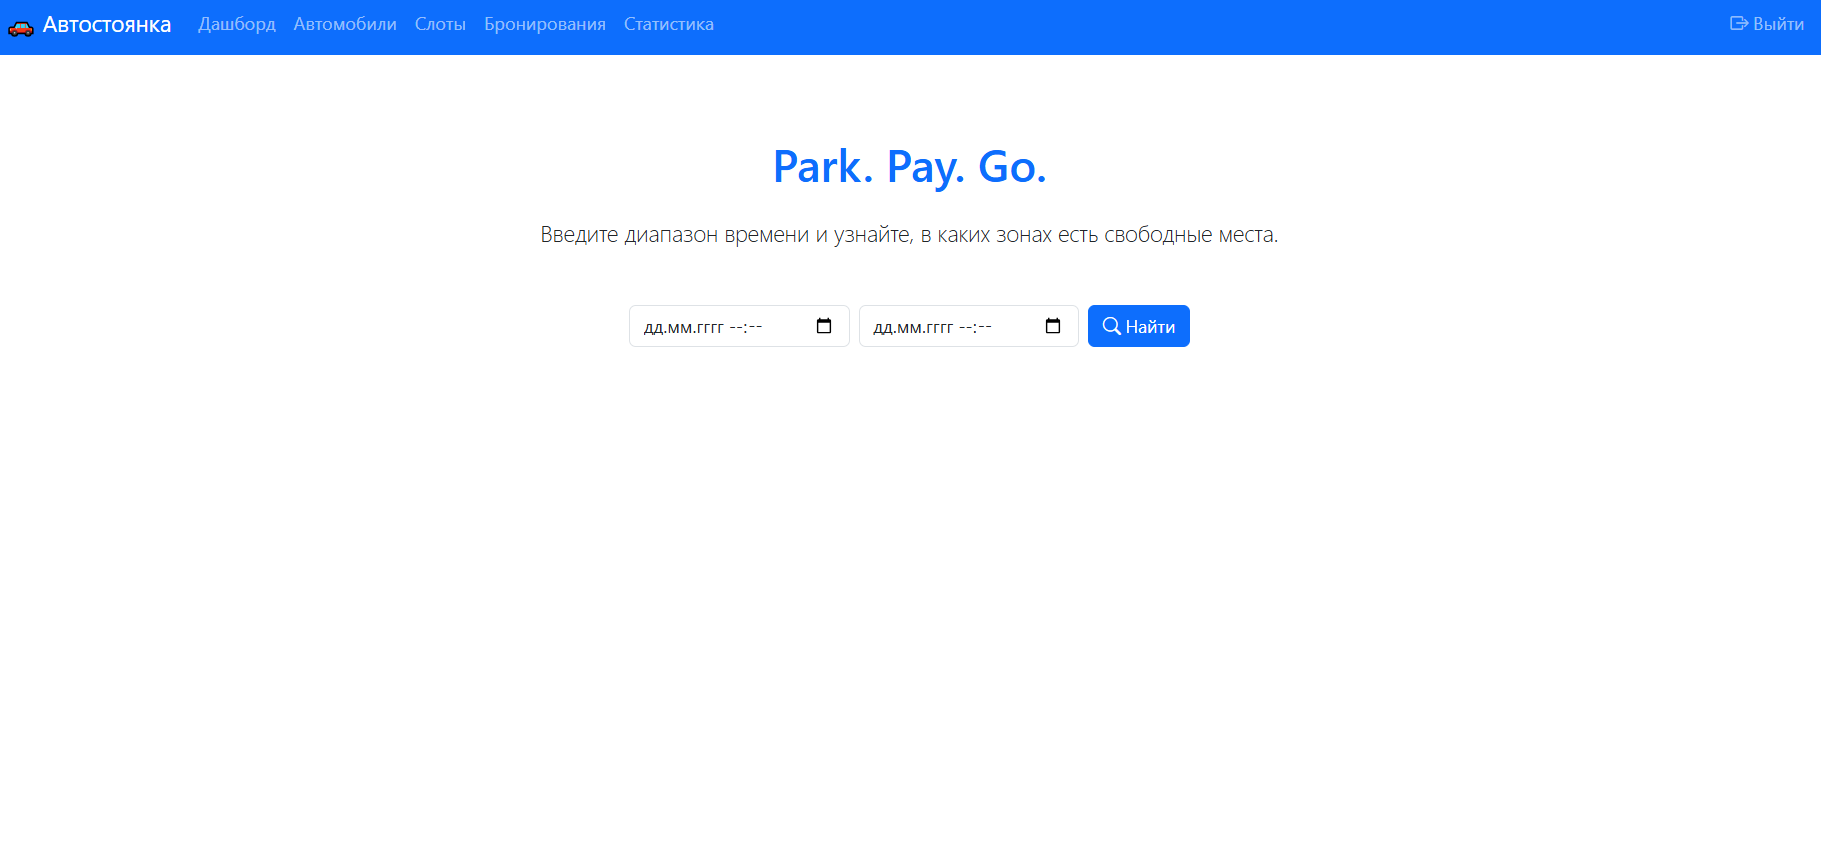 Автостоянка Дашборд Автомобили Слоты Бронирования Статистика Выйти
Park. Pay. Go.
Введите диапазон времени и узнайте, в каких зонах есть свободные места.
дд.мм.гггг --:-- дд.мм.гггг --:-- Найти